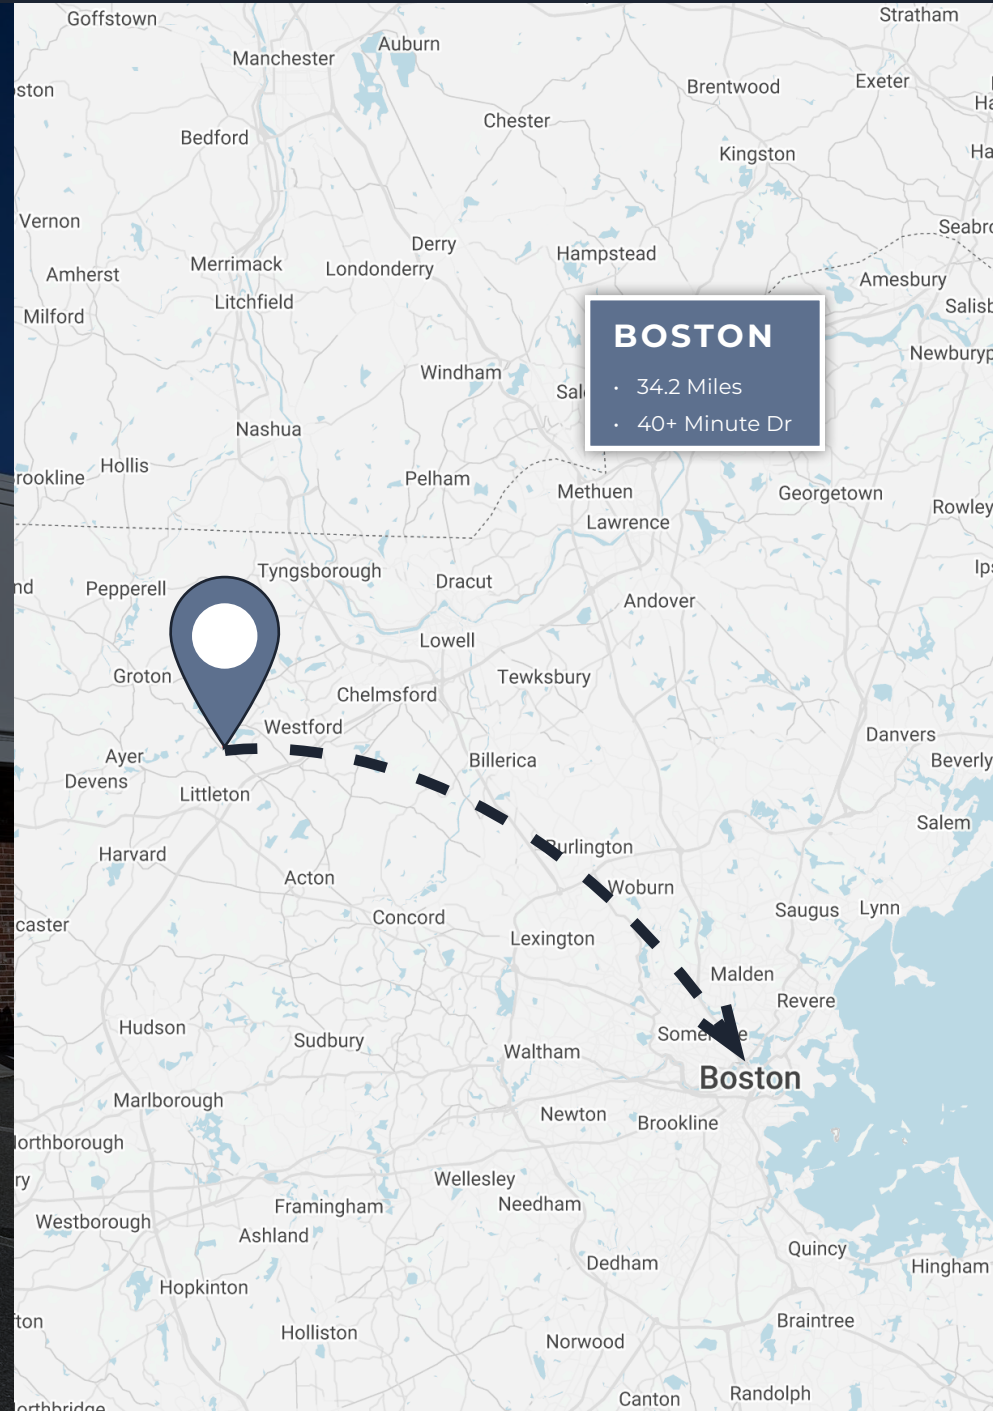 Goffstown
Stratham
Auburn
Manchester
Exeter
Brentwood
Chester
Bedford
Kingston
Vernon
Derry
Hampstead
Merrimack
Londonderry
Amherst
Amesbury
Litchfield
Milford
BOSTON
Windham
• 34.2 Miles
• 40+ Minute Dr
Nashua
Hollis
Pelham
Methuen
Georgetown
Rowley
Lawrence
Tyngsborough
Dracut
Pepperell
Andover
Lowell
Groton
Tewksbury
Chelmsford
Westford
Danvers
Ayer
Billerica
Beverly
Devens
Littleton
Salem
Burlington
Harvard
Acton
Woburn
Saugus
Lynn
Concord
Lexington
Malden
Revere
Hudson
Sudbury
Waltham
Boston
Marlborough
Newton
Brookline
Wellesley
Framingham
Needham
Westborough
Ashland
Quincy
Dedham
Hingham
Hopkinton
Braintree
Holliston
Norwood
Randolph
Canton